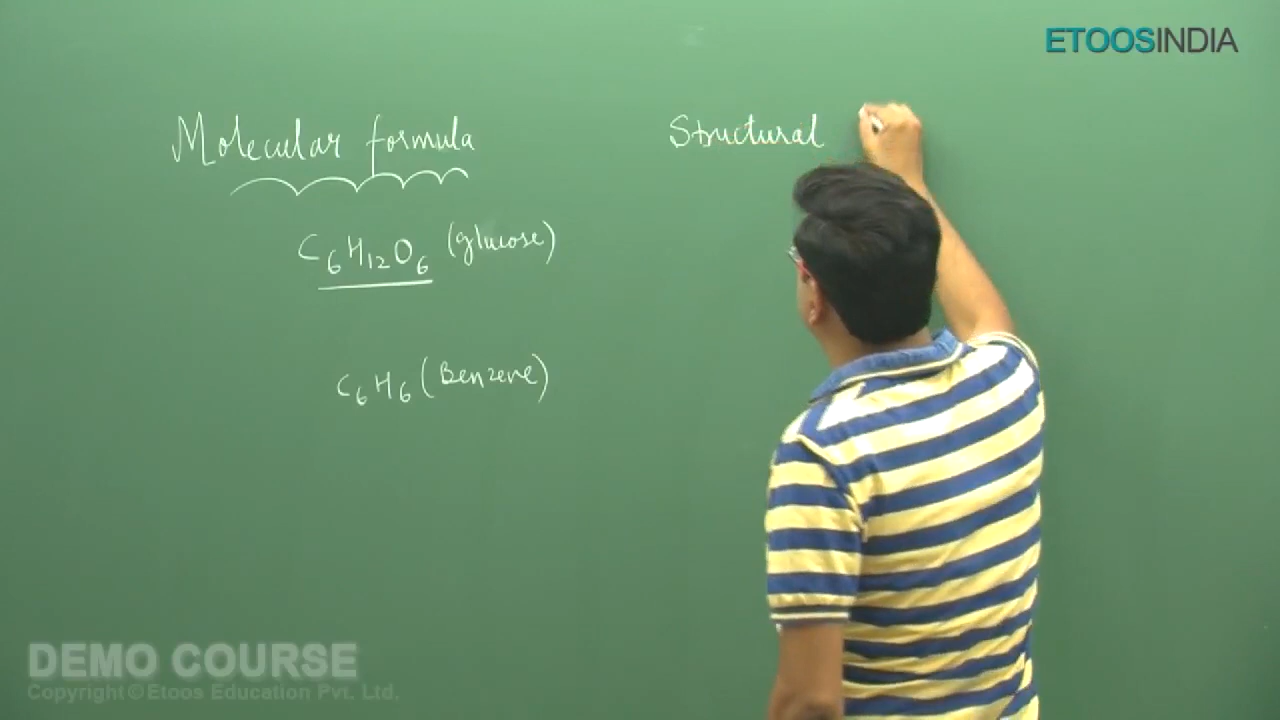 ETOOSINDIA
Molecular formula
Structural
C₆H₁₂O₆ (glucose)
C₆H₆ (Benzene)
DEMO COURSE
Copyright © Etoos Education Pvt. Ltd.